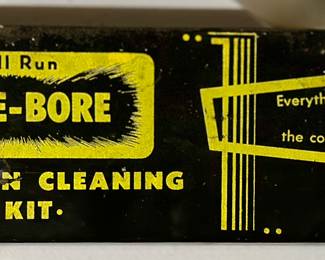 ll Run
E-BORE
N CLEANING
KIT·
Everyth
the co